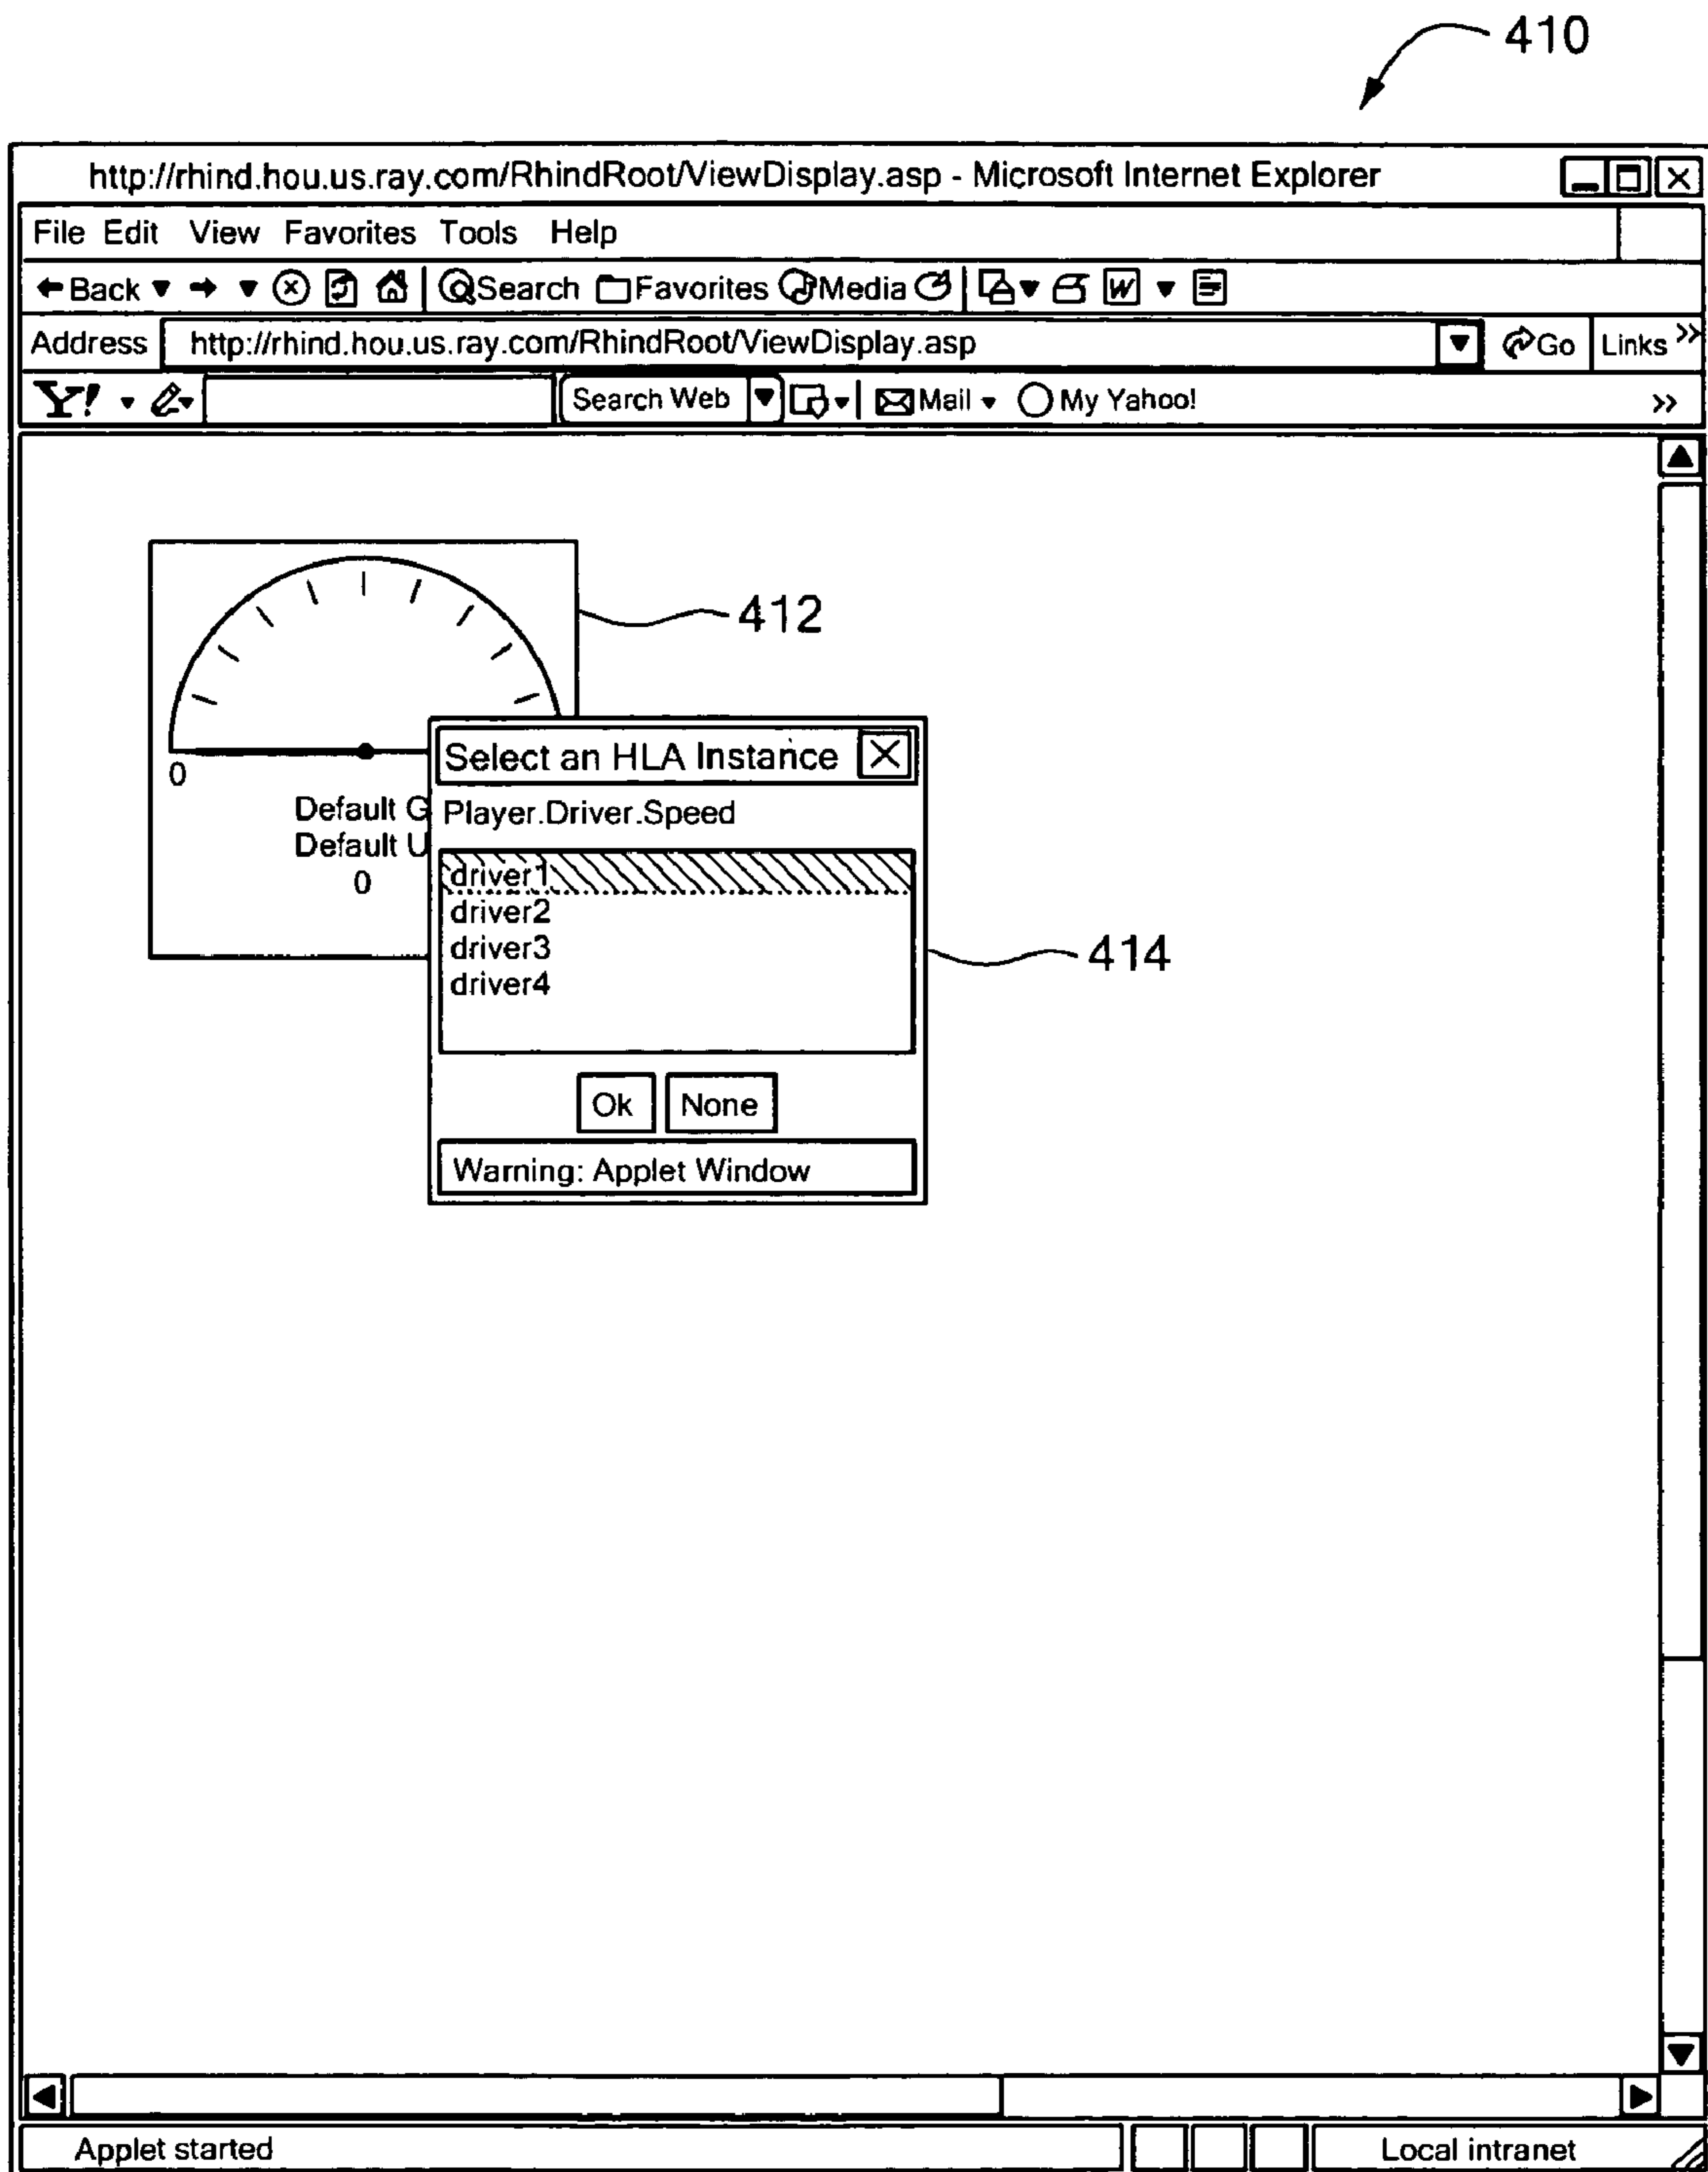 410
http://rhind.hou.us.ray.com/RhindRoot/ViewDisplay.asp - Microsoft Internet Explorer
File Edit View Favorites Tools Help
Back Search Favorites Media W
Address http://rhind.hou.us.ray.com/RhindRoot/ViewDisplay.asp Go Links >>
Y! Search Web Mail My Yahoo! >>
412
0
Default G
Default U
0
Select an HLA Instance
Player.Driver.Speed
driver1
driver2
driver3
driver4
414
Ok None
Warning: Applet Window
Applet started Local intranet